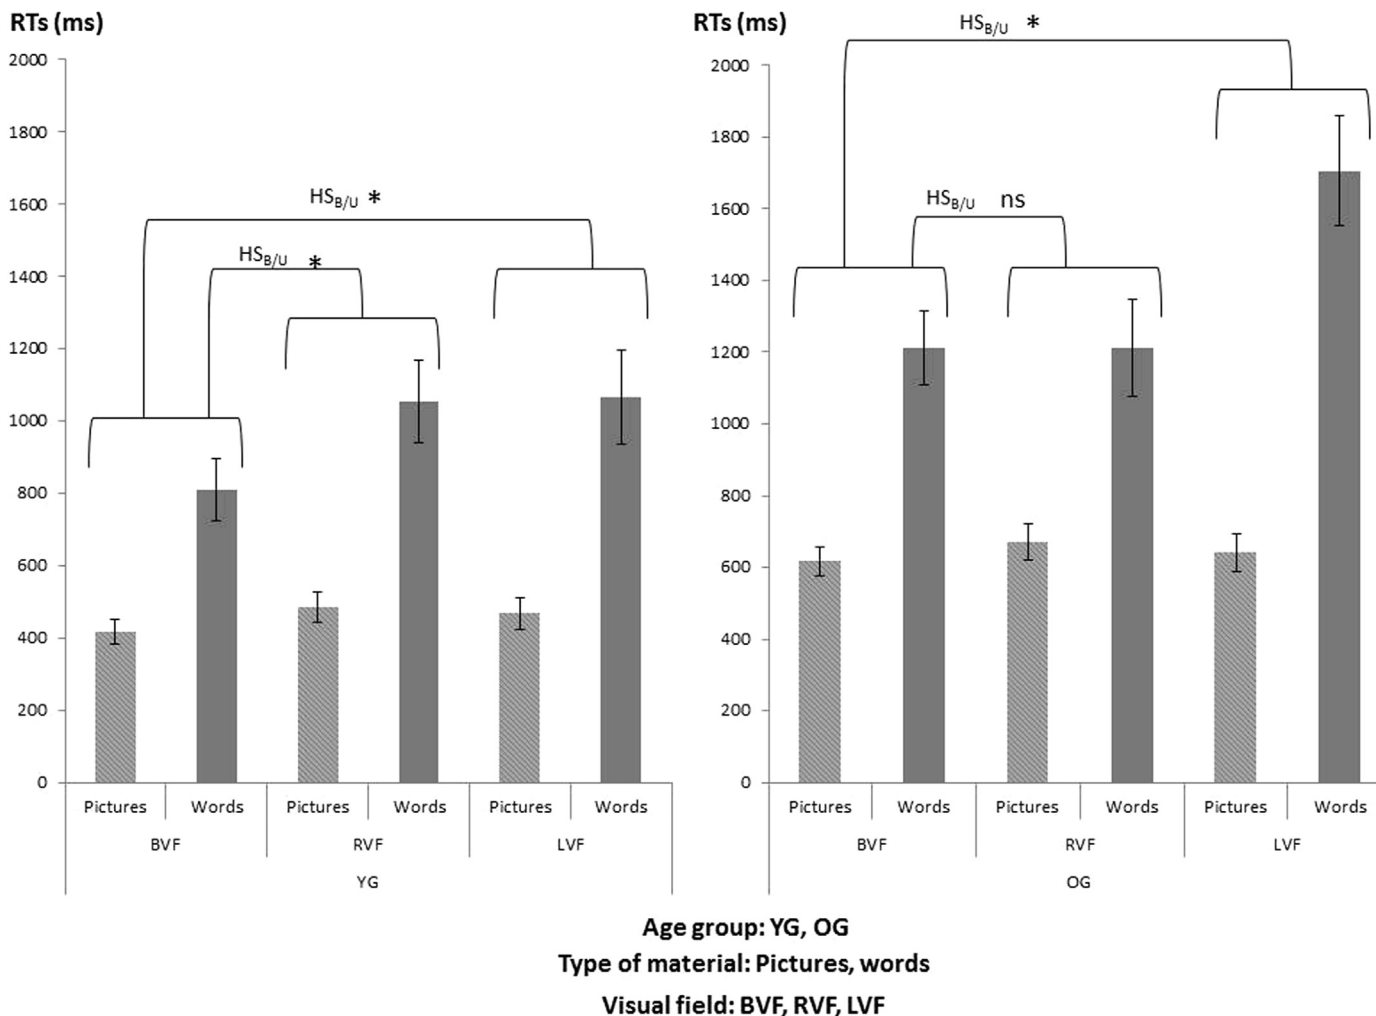 RTs (ms)
2000
1800
1600
1400
1200
1000
800
600
400
200
0
HSB/U *
HSB/U *
Pictures Words Pictures Words Pictures Words
BVF RVF LVF
YG
RTs (ms)
2000
1800
1600
1400
1200
1000
800
600
400
200
0
HSB/U *
HSB/U ns
Pictures Words Pictures Words Pictures Words
BVF RVF LVF
OG
Age group: YG, OG
Type of material: Pictures, words
Visual field: BVF, RVF, LVF